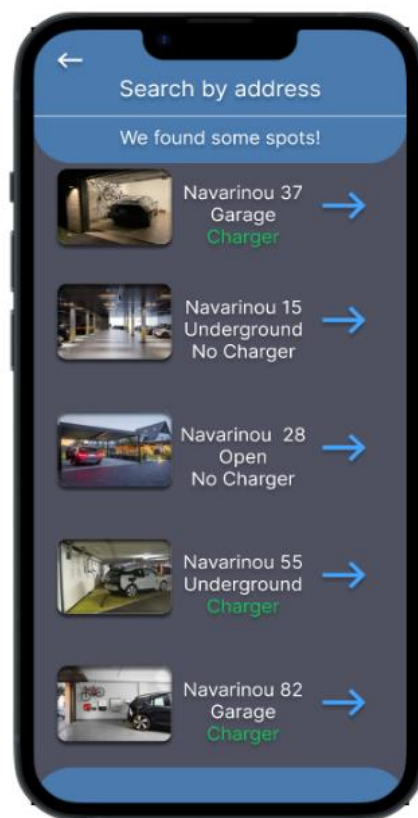 Search by address
We found some spots!
Navarinou 37
Garage
Charger
Navarinou 15
Underground
No Charger
Navarinou 28
Open
No Charger
Navarinou 55
Underground
Charger
Navarinou 82
Garage
Charger